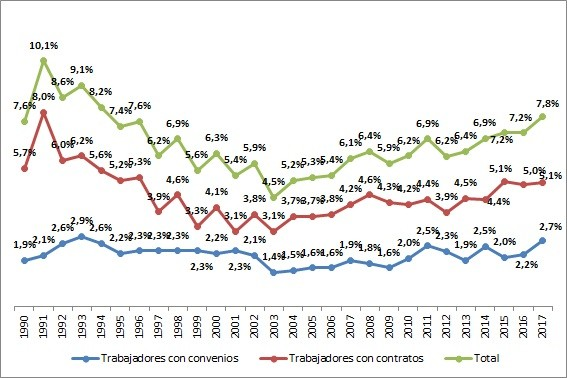 7,6% 10,1% 8,6% 9,1% 8,2% 7,4% 7,6% 6,2% 6,9% 5,6% 6,3% 5,4% 5,9% 4,5% 5,2% 5,3% 5,4% 6,1% 6,4% 5,9% 6,2% 6,9% 6,2% 6,4% 6,9% 7,2% 7,2% 7,8%
5,7% 8,0% 6,0% 6,2% 5,6% 5,2% 5,3% 3,9% 4,6% 3,3% 4,1% 3,1% 3,8% 3,1% 3,7% 3,7% 3,8% 4,2% 4,6% 4,3% 4,2% 4,4% 3,9% 4,5% 4,4% 5,1% 5,0% 5,1%
1,9% 2,1% 2,6% 2,9% 2,6% 2,2% 2,3% 2,3% 2,3% 2,3% 2,2% 2,3% 2,1% 1,4% 1,5% 1,6% 1,6% 1,9% 1,8% 1,6% 2,0% 2,5% 2,3% 1,9% 2,5% 2,0% 2,2% 2,7%
1990 1991 1992 1993 1994 1995 1996 1997 1998 1999 2000 2001 2002 2003 2004 2005 2006 2007 2008 2009 2010 2011 2012 2013 2014 2015 2016 2017
Trabajadores con convenios Trabajadores con contratos Total